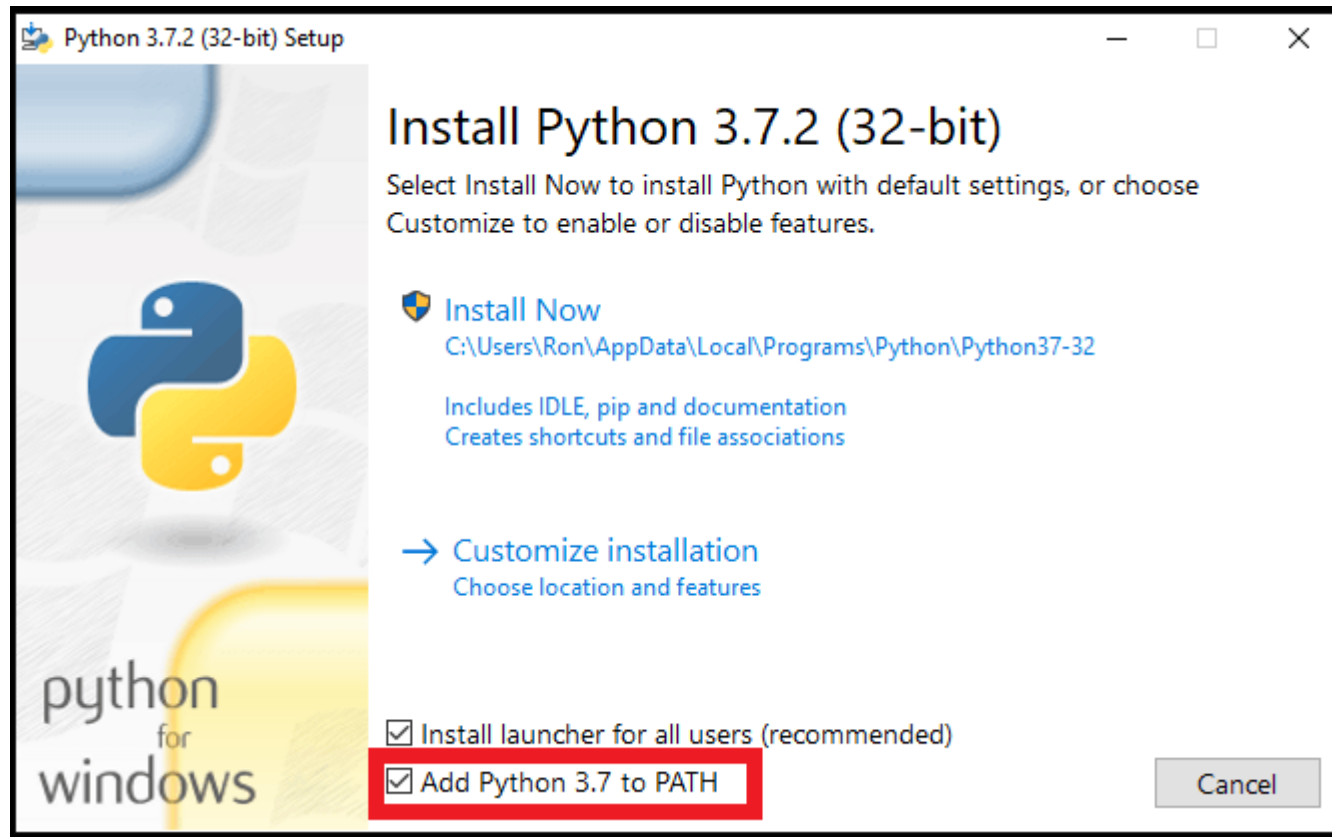 Python 3.7.2 (32-bit) Setup
Install Python 3.7.2 (32-bit)
Select Install Now to install Python with default settings, or choose
Customize to enable or disable features.
Install Now
C:\Users\Ron\AppData\Local\Programs\Python\Python37-32
Includes IDLE, pip and documentation
Creates shortcuts and file associations
Customize installation
Choose location and features
python
for
windows
Install launcher for all users (recommended)
Add Python 3.7 to PATH
Cancel